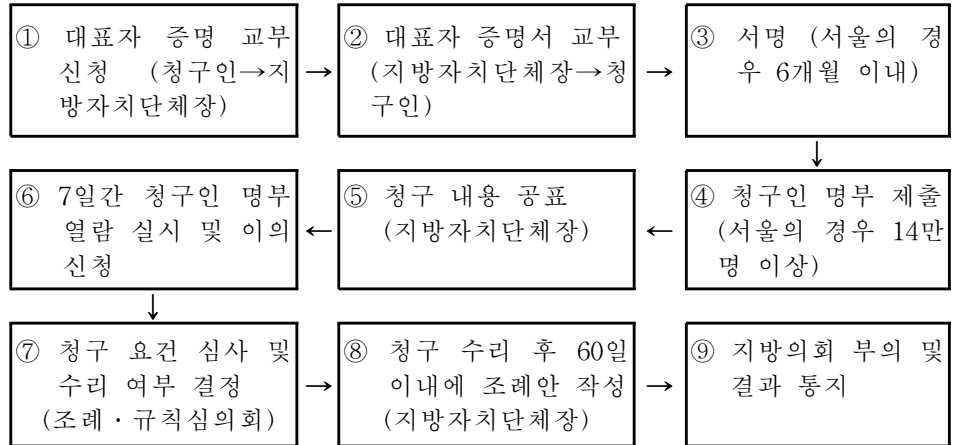 ① 대표자 증명 교부
신청 (청구인→지
방자치단체장)
→
② 대표자 증명서 교부
(지방자치단체장→청
구인)
→
③ 서명 (서울의 경
우 6개월 이내)
↓
④ 청구인 명부 제출
(서울의 경우 14만
명 이상)
←
⑤ 청구 내용 공표
(지방자치단체장)
←
⑥ 7일간 청구인 명부
열람 실시 및 이의
신청
↓
⑦ 청구 요건 심사 및
수리 여부 결정
(조례 · 규칙심의회)
→
⑧ 청구 수리 후 60일
이내에 조례안 작성
(지방자치단체장)
→
⑨ 지방의회 부의 및
결과 통지